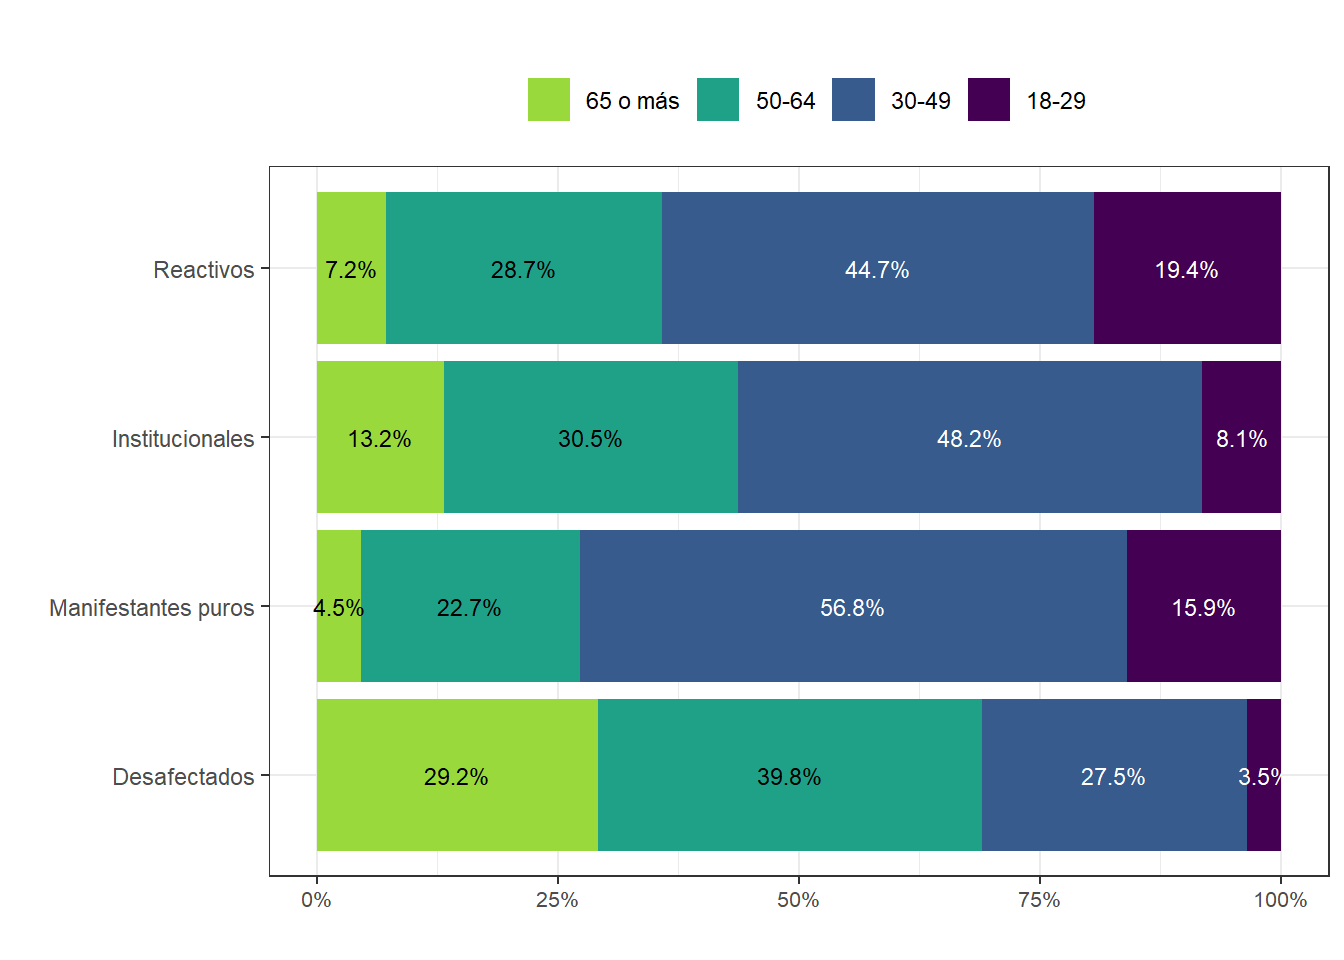 65 o más 50-64 30-49 18-29
Reactivos 7.2% 28.7% 44.7% 19.4%
Institucionales 13.2% 30.5% 48.2% 8.1%
Manifestantes puros 4.5% 22.7% 56.8% 15.9%
Desafectados 29.2% 39.8% 27.5% 3.5%
0% 25% 50% 75% 100%